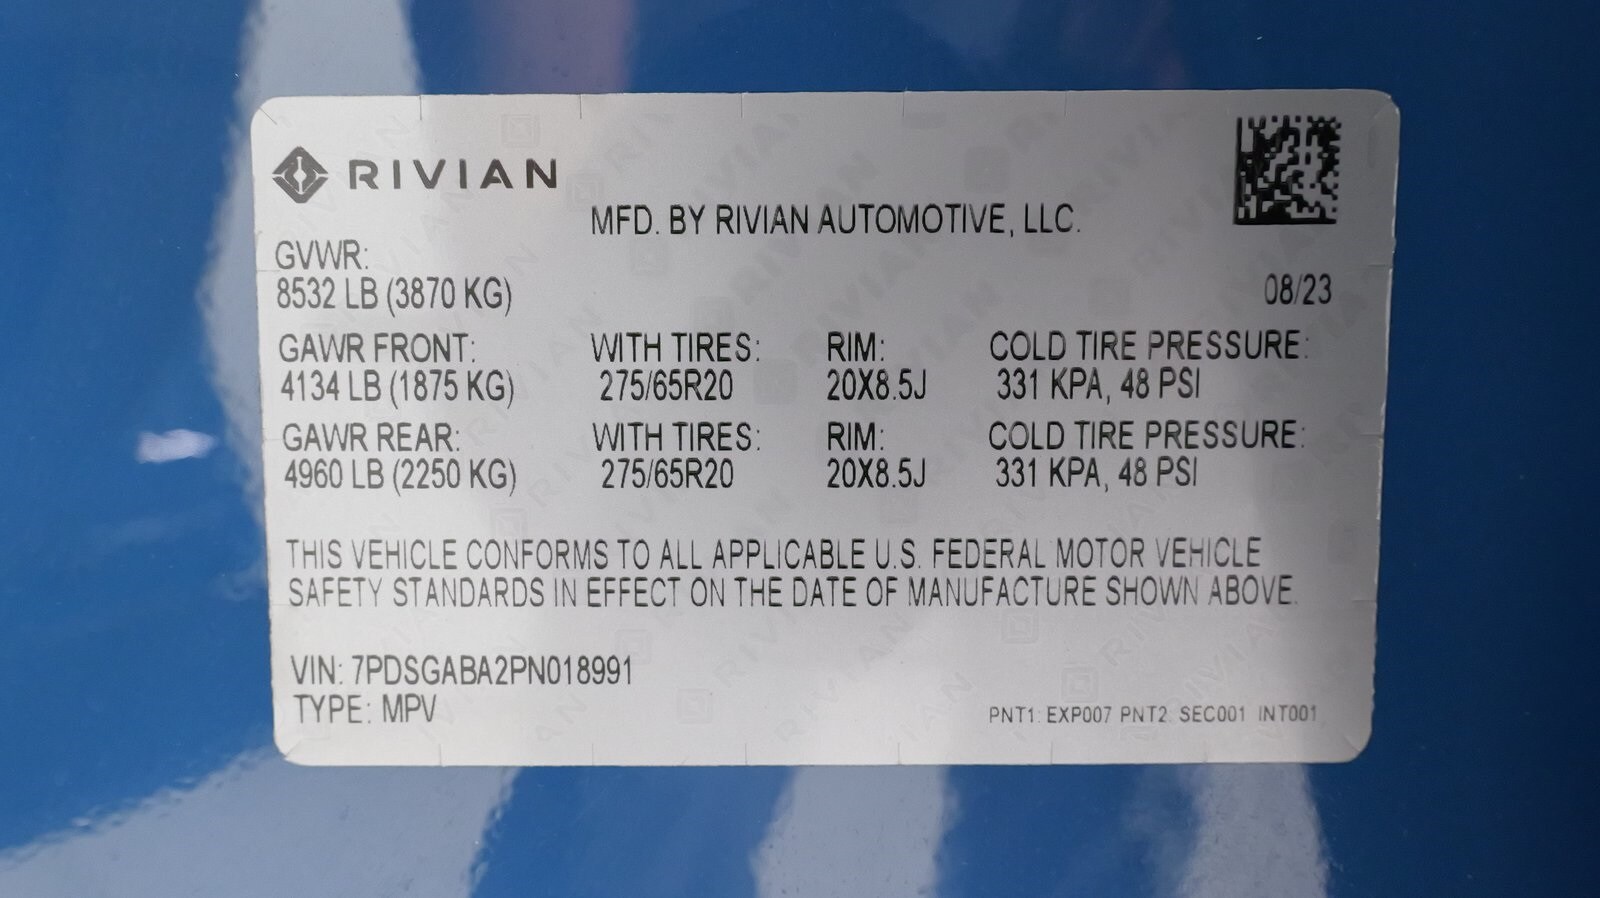 RIVIAN
MFD. BY RIVIAN AUTOMOTIVE, LLC.
GVWR:
8532 LB (3870 KG)
08/23
GAWR FRONT: WITH TIRES: RIM: COLD TIRE PRESSURE:
4134 LB (1875 KG) 275/65R20 20X8.5J 331 KPA, 48 PSI
GAWR REAR: WITH TIRES: RIM: COLD TIRE PRESSURE:
4960 LB (2250 KG) 275/65R20 20X8.5J 331 KPA, 48 PSI
THIS VEHICLE CONFORMS TO ALL APPLICABLE U.S. FEDERAL MOTOR VEHICLE
SAFETY STANDARDS IN EFFECT ON THE DATE OF MANUFACTURE SHOWN ABOVE.
VIN: 7PDSGABA2PN018991
TYPE: MPV
PNT1: EXP007 PNT2: SEC001 INT001